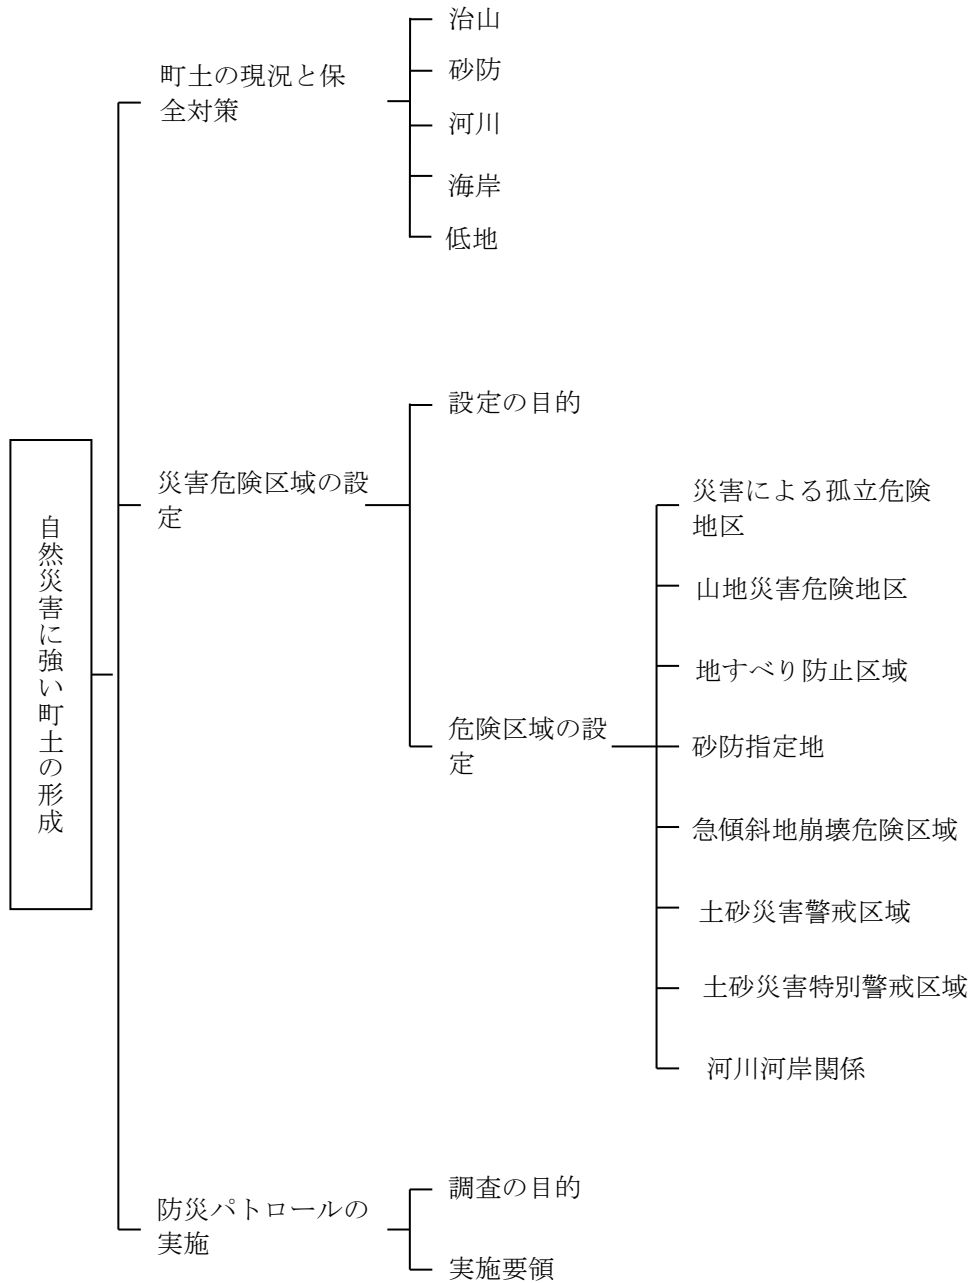 自然災害に強い町土の形成
町土の現況と保
全対策
治山
砂防
河川
海岸
低地
災害危険区域の設
定
設定の目的
危険区域の設
定
災害による孤立危険
地区
山地災害危険地区
地すべり防止区域
砂防指定地
急傾斜地崩壊危険区域
土砂災害警戒区域
土砂災害特別警戒区域
河川河岸関係
防災パトロールの
実施
調査の目的
実施要領